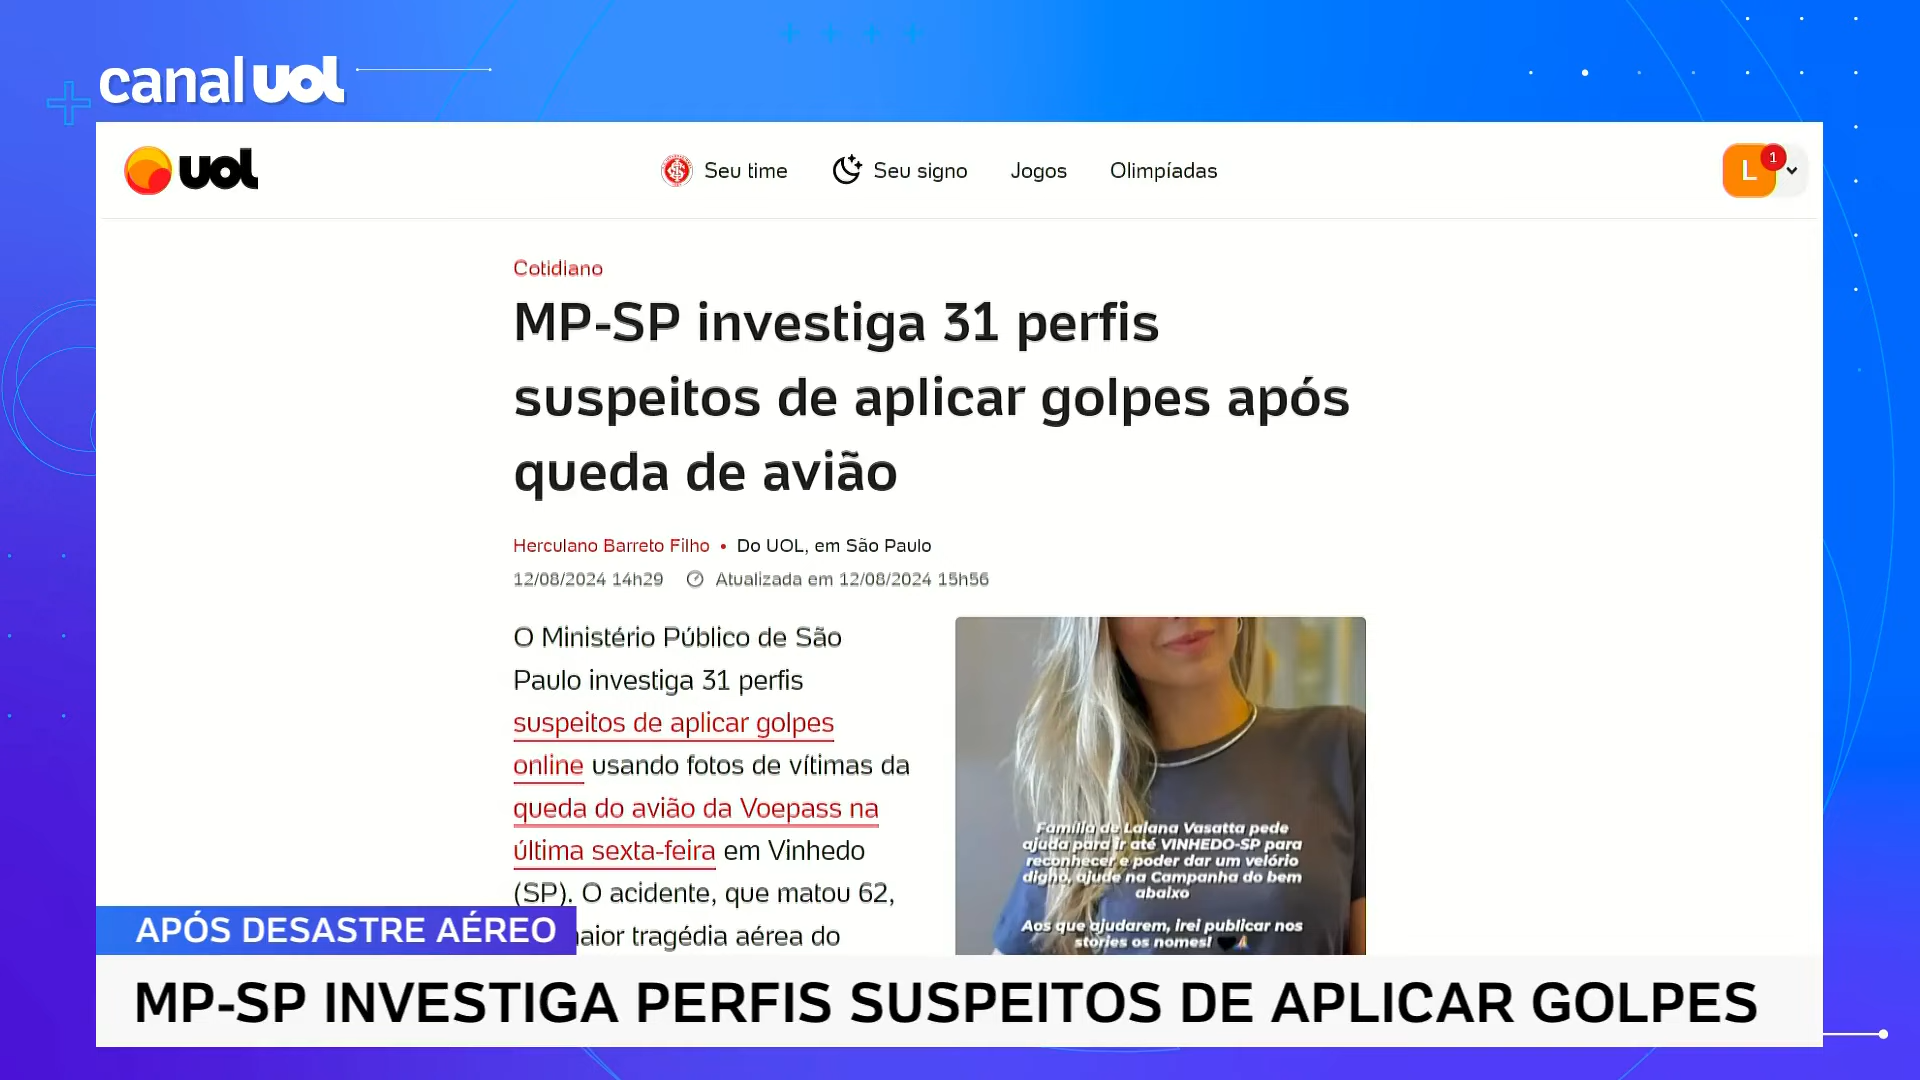 canal uol
uol
Seu time
Seu signo
Jogos
Olimpíadas
L
1
Cotidiano
MP-SP investiga 31 perfis
suspeitos de aplicar golpes após
queda de avião
Herculano Barreto Filho • Do UOL, em São Paulo
12/08/2024 14h29 Atualizada em 12/08/2024 15h56
O Ministério Público de São
Paulo investiga 31 perfis
suspeitos de aplicar golpes
online usando fotos de vítimas da
queda do avião da Voepass na
última sexta-feira em Vinhedo
(SP). O acidente, que matou 62,
aior tragédia aérea do
Família de Laiana Vasatta pede
ajuda para ir até VINHEDO-SP para
reconhecer e poder dar um velório
digno, ajude na Campanha do bem
abaixo
Aos que ajudarem, irei publicar nos
stories os nomes!
APÓS DESASTRE AÉREO
MP-SP INVESTIGA PERFIS SUSPEITOS DE APLICAR GOLPES